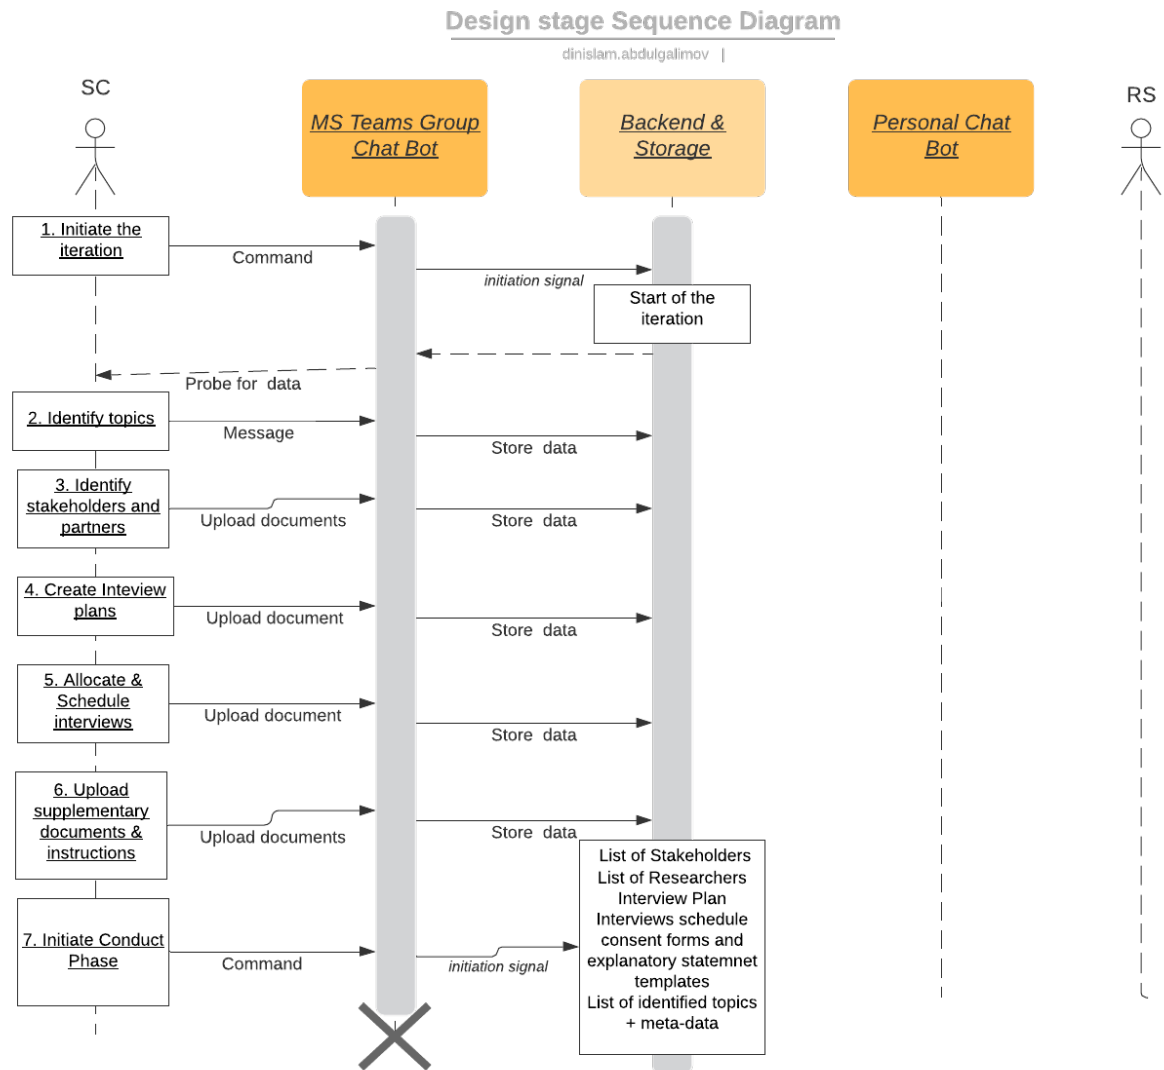 Design stage Sequence Diagram
dinislam.abdulgalimov |
SC
MS Teams Group
Chat Bot
Backend &
Storage
Personal Chat
Bot
RS
1. Initiate the
iteration
Command
initiation signal
Start of the
iteration
Probe for data
2. Identify topics
Message
Store data
3. Identify
stakeholders and
partners
Upload documents
Store data
4. Create Inteview
plans
Upload document
Store data
5. Allocate &
Schedule
interviews
Upload document
Store data
6. Upload
supplementary
documents &
instructions
Upload documents
Store data
List of Stakeholders
List of Researchers
Interview Plan
Interviews schedule
consent forms and
explanatory statemnet
templates
List of identified topics
+ meta-data
7. Initiate Conduct
Phase
Command
initiation signal